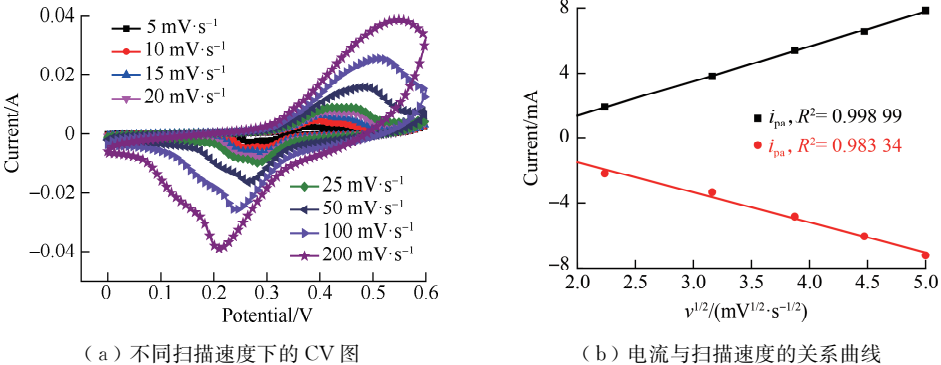 0.04
0.02
0
−0.02
−0.04
Current/A
5 mV·s⁻¹
10 mV·s⁻¹
15 mV·s⁻¹
20 mV·s⁻¹
25 mV·s⁻¹
50 mV·s⁻¹
100 mV·s⁻¹
200 mV·s⁻¹
0 0.1 0.2 0.3 0.4 0.5 0.6
Potential/V
(a)不同扫描速度下的 CV 图
8
4
0
−4
−8
Current/mA
iₚₐ, R²= 0.998 99
iₚₐ, R²= 0.983 34
2.0 2.5 3.0 3.5 4.0 4.5 5.0
v¹ᐟ²/(mV¹ᐟ²·s⁻¹ᐟ²)
(b)电流与扫描速度的关系曲线